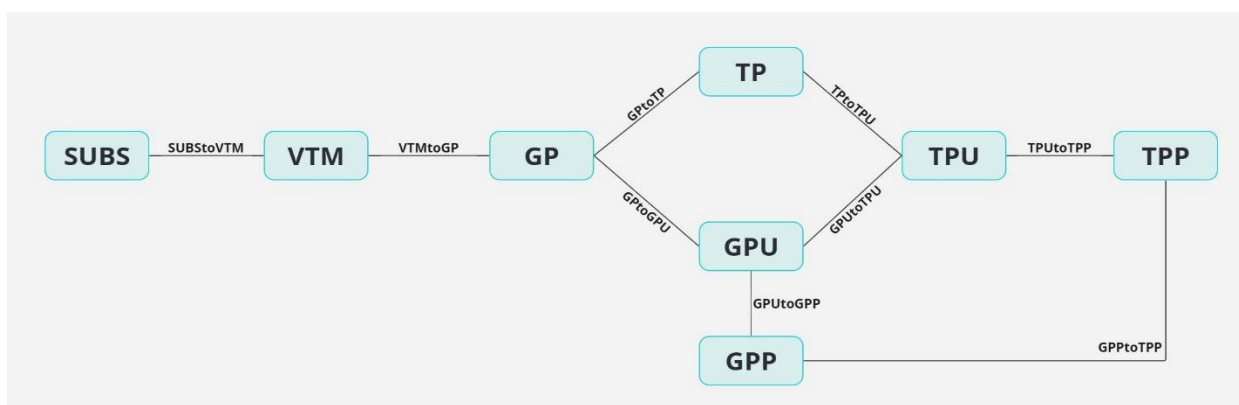 TP
GPtoTP
TPtoTPU
SUBS
SUBStoVTM
VTM
VTMtoGP
GP
TPU
TPUtoTPP
TPP
GPtoGPU
GPUtoTPU
GPU
GPUtoGPP
GPPtoTPP
GPP